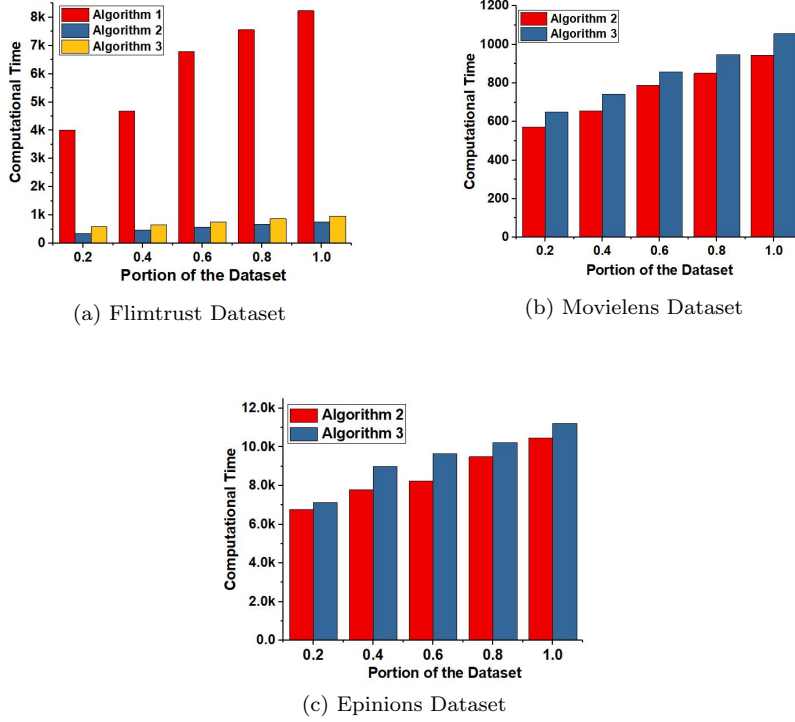 Algorithm 1
Algorithm 2
Algorithm 3
8k
7k
6k
5k
4k
3k
2k
1k
0
Computational Time
0.2 0.4 0.6 0.8 1.0
Portion of the Dataset
(a) Flimtrust Dataset
Algorithm 2
Algorithm 3
1200
1000
800
600
400
200
0
Computational Time
0.2 0.4 0.6 0.8 1.0
Portion of the Dataset
(b) Movielens Dataset
Algorithm 2
Algorithm 3
12.0k
10.0k
8.0k
6.0k
4.0k
2.0k
0.0
Computational Time
0.2 0.4 0.6 0.8 1.0
Portion of the Dataset
(c) Epinions Dataset